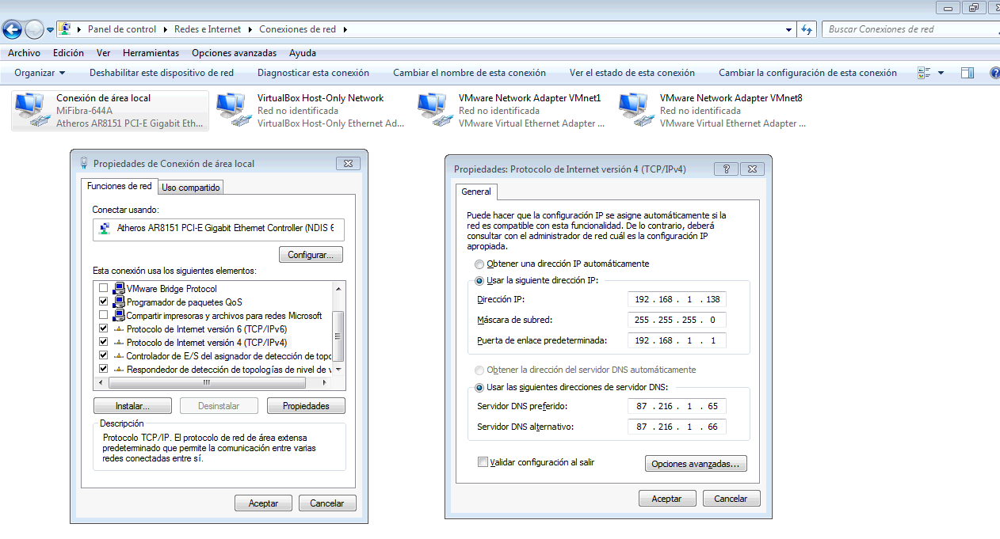 Panel de control
Redes e Internet
Conexiones de red
Buscar Conexiones de red
Archivo Edición Ver Herramientas Opciones avanzadas Ayuda
Organizar Deshabilitar este dispositivo de red Diagnosticar esta conexión Cambiar el nombre de esta conexión Ver el estado de esta conexión Cambiar la configuración de esta conexión
Conexión de área local
MiFibra-644A
Atheros AR8151 PCI-E Gigabit Eth...
VirtualBox Host-Only Network
Red no identificada
VirtualBox Host-Only Ethernet Ad...
VMware Network Adapter VMnet1
Red no identificada
VMware Virtual Ethernet Adapter ...
VMware Network Adapter VMnet8
Red no identificada
VMware Virtual Ethernet Adapter ...
Propiedades de Conexión de área local
Funciones de red Uso compartido
Conectar usando:
Atheros AR8151 PCI-E Gigabit Ethernet Controller (NDIS 6
Configurar...
Esta conexión usa los siguientes elementos:
VMware Bridge Protocol
Programador de paquetes QoS
Compartir impresoras y archivos para redes Microsoft
Protocolo de Internet versión 6 (TCP/IPv6)
Protocolo de Internet versión 4 (TCP/IPv4)
Controlador de E/S del asignador de detección de topo
Respondedor de detección de topologías de nivel de v
Instalar... Desinstalar Propiedades
Descripción
Protocolo TCP/IP. El protocolo de red de área extensa
predeterminado que permite la comunicación entre varias
redes conectadas entre sí.
Aceptar Cancelar
Propiedades: Protocolo de Internet versión 4 (TCP/IPv4)
General
Puede hacer que la configuración IP se asigne automáticamente si la
red es compatible con esta funcionalidad. De lo contrario, deberá
consultar con el administrador de red cuál es la configuración IP
apropiada.
Obtener una dirección IP automáticamente
Usar la siguiente dirección IP:
Dirección IP: 192 . 168 . 1 . 138
Máscara de subred: 255 . 255 . 255 . 0
Puerta de enlace predeterminada: 192 . 168 . 1 . 1
Obtener la dirección del servidor DNS automáticamente
Usar las siguientes direcciones de servidor DNS:
Servidor DNS preferido: 87 . 216 . 1 . 65
Servidor DNS alternativo: 87 . 216 . 1 . 66
Validar configuración al salir
Opciones avanzadas...
Aceptar Cancelar